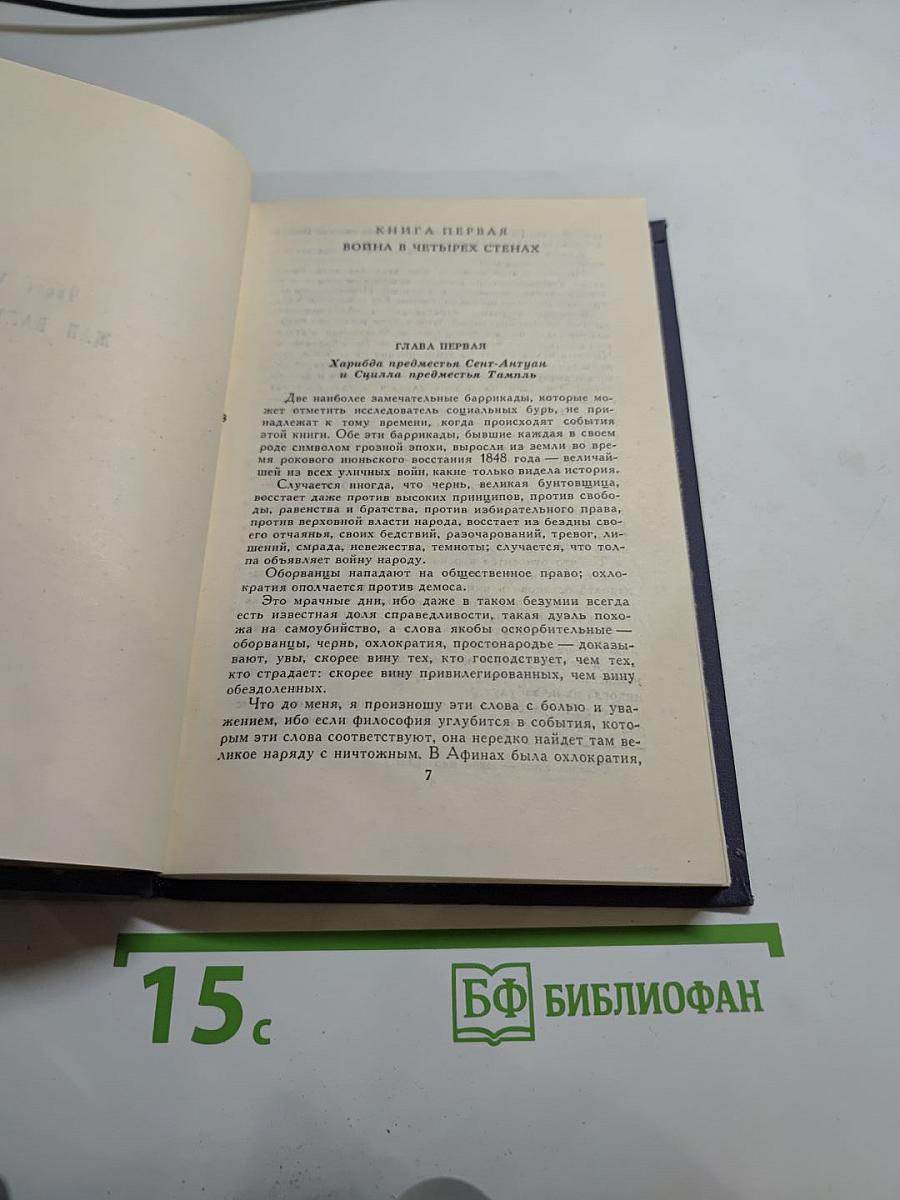 КНИГА ПЕРВАЯ
ВОЙНА В ЧЕТЫРЕХ СТЕНАХ
ГЛАВА ПЕРВАЯ
Харибда предместья Сент-Антуан
и Сцилла предместья Тампль
Две наиболее замечательные баррикады, которые мо-
жет отметить исследователь социальных бурь, не при-
надлежат к тому времени, когда происходят события
этой книги. Обе эти баррикады, бывшие каждая в своем
роде символом грозной эпохи, выросли из земли во вре-
мя рокового июньского восстания 1848 года — величай-
шей из всех уличных войн, какие только видела история.
Случается иногда, что чернь, великая бунтовщица,
восстает даже против высоких принципов, против свобо-
ды, равенства и братства, против избирательного права,
против верховной власти народа, восстает из бездны сво-
его отчаянья, своих бедствий, разочарований, тревог, ли-
шений, смрада, невежества, темноты; случается, что тол-
па объявляет войну народу.
Оборванцы нападают на общественное право; охло-
кратия ополчается против демоса.
Это мрачные дни, ибо даже в таком безумии всегда
есть известная доля справедливости, такая дуэль похо-
жа на самоубийство, а слова якобы оскорбительные —
оборванцы, чернь, охлократия, простонародье — доказы-
вают, увы, скорее вину тех, кто господствует, чем тех,
кто страдает: скорее вину привилегированных, чем вину
обездоленных.
Что до меня, я произношу эти слова с болью и ува-
жением, ибо если философия углубится в события, кото-
рым эти слова соответствуют, она нередко найдет там ве-
ликое наряду с ничтожным. В Афинах была охлократия,
7
15 с
БФ БИБЛИОФАН